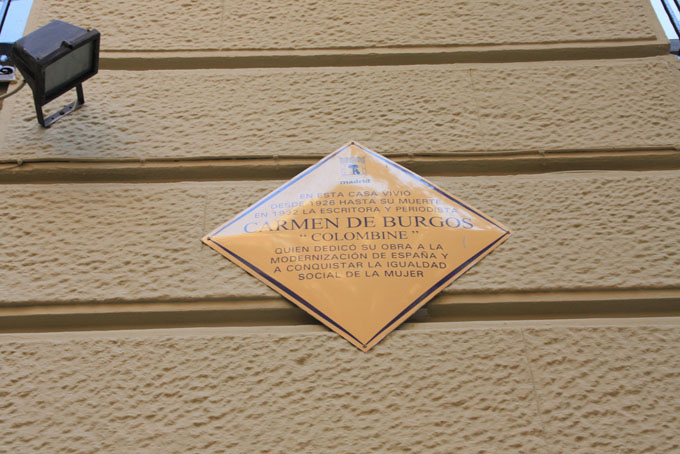 madrid
EN ESTA CASA VIVIÓ
DESDE 1926 HASTA SU MUERTE
EN 1932 LA ESCRITORA Y PERIODISTA
CARMEN DE BURGOS
" COLOMBINE "
QUIEN DEDICÓ SU OBRA A LA
MODERNIZACIÓN DE ESPAÑA Y
A CONQUISTAR LA IGUALDAD
SOCIAL DE LA MUJER